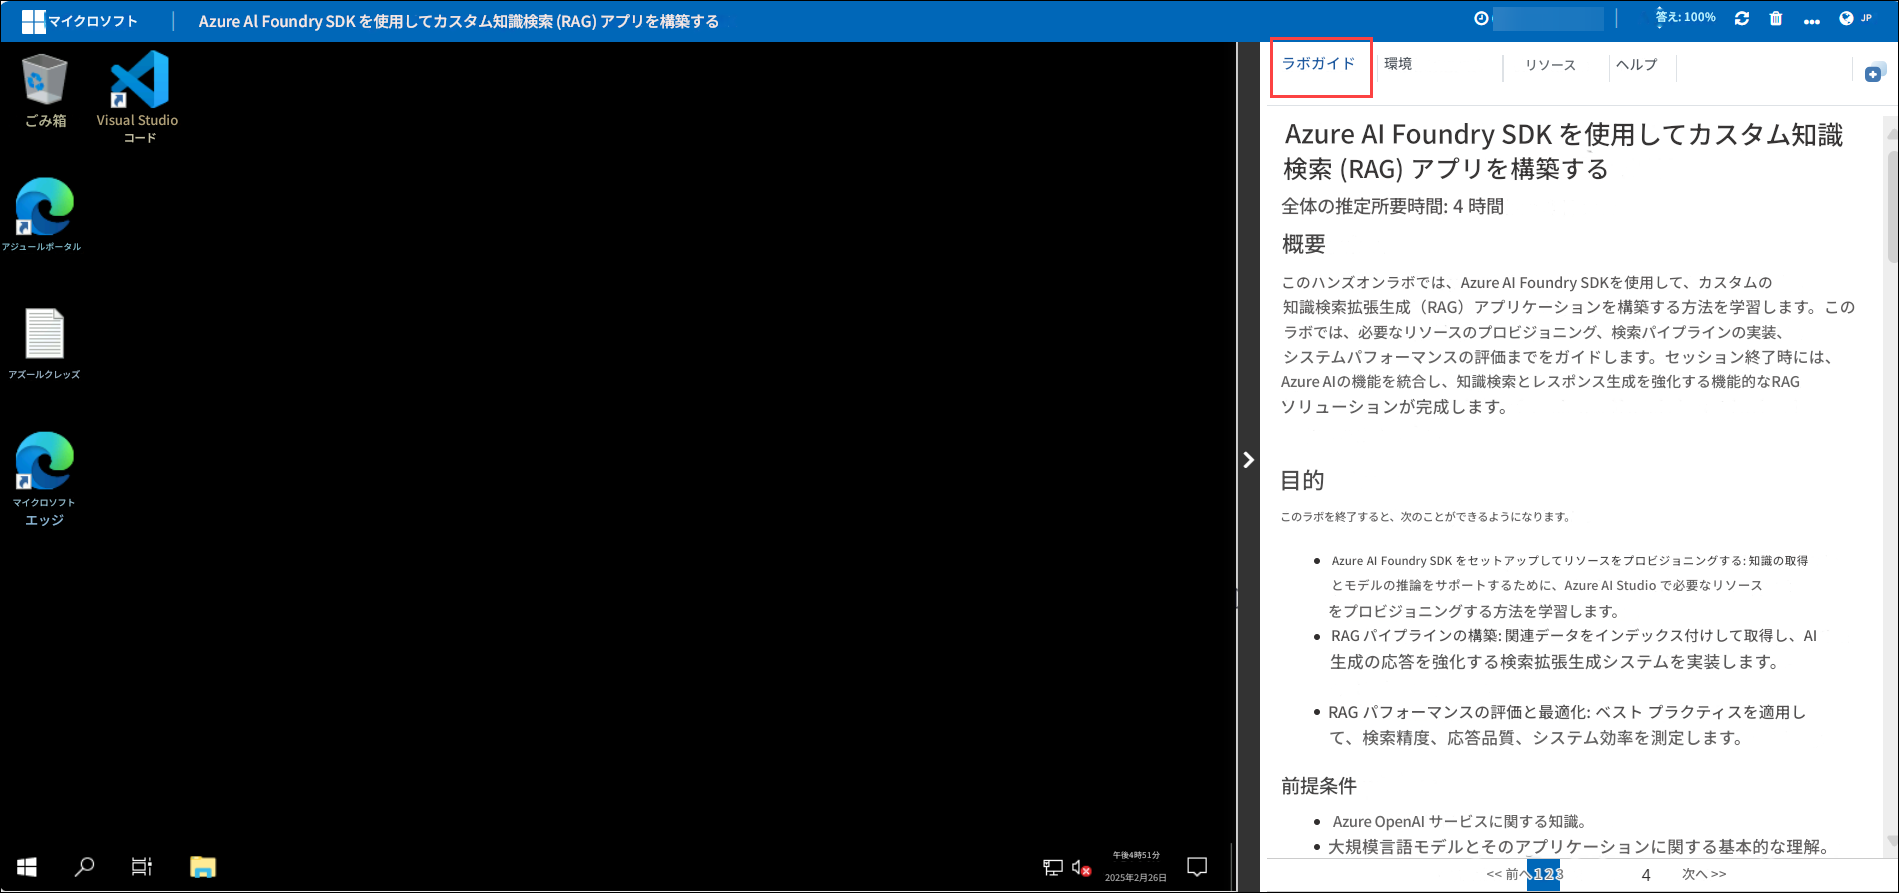 マイクロソフト
Azure AI Foundry SDK を使用してカスタム知識検索 (RAG) アプリを構築する
答え: 100%
JP
ごみ箱
Visual Studio
コード
アジュールポータル
アズールクレッズ
マイクロソフト
エッジ
午後4時51分
2025年2月26日
ラボガイド
環境
リソース
ヘルプ
Azure AI Foundry SDK を使用してカスタム知識
検索 (RAG) アプリを構築する
全体の推定所要時間: 4 時間
概要
このハンズオンラボでは、Azure AI Foundry SDKを使用して、カスタムの
知識検索拡張生成（RAG）アプリケーションを構築する方法を学習します。この
ラボでは、必要なリソースのプロビジョニング、検索パイプラインの実装、
システムパフォーマンスの評価までをガイドします。セッション終了時には、
Azure AIの機能を統合し、知識検索とレスポンス生成を強化する機能的なRAG
ソリューションが完成します。
目的
このラボを終了すると、次のことができるようになります。
• Azure AI Foundry SDK をセットアップしてリソースをプロビジョニングする: 知識の取得
とモデルの推論をサポートするために、Azure AI Studio で必要なリソース
をプロビジョニングする方法を学習します。
• RAG パイプラインの構築: 関連データをインデックス付けして取得し、AI
生成の応答を強化する検索拡張生成システムを実装します。
• RAG パフォーマンスの評価と最適化: ベスト プラクティスを適用し
て、検索精度、応答品質、システム効率を測定します。
前提条件
• Azure OpenAI サービスに関する知識。
• 大規模言語モデルとそのアプリケーションに関する基本的な理解。
<< 前へ 1 2 3 4 次へ >>